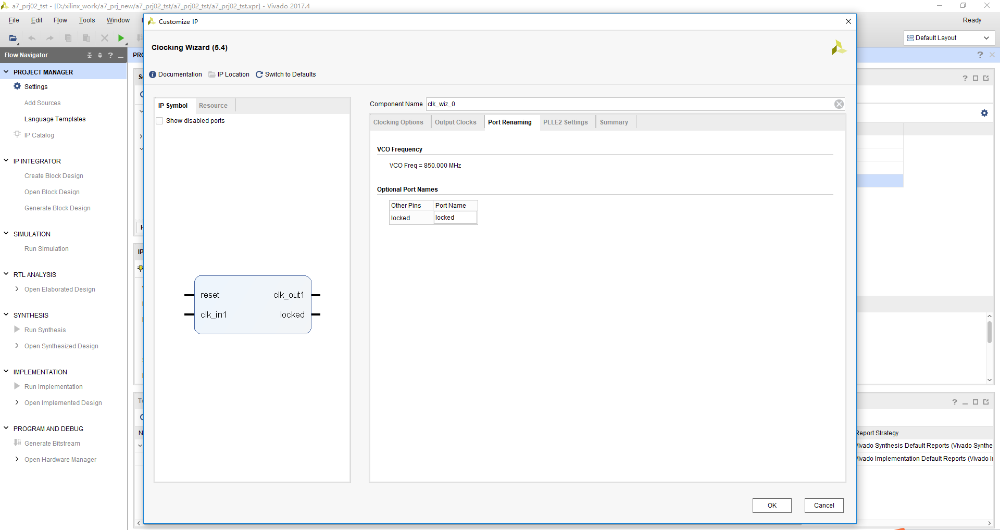 a7_prj02_tst - [D:/xilinx_work/a7_prj_new/a7_prj02_tst/a7_prj02_tst/a7_prj02_tst.xpr] - Vivado 2017.4
File Edit Flow Tools Window
Ready
Default Layout
Flow Navigator
PROJECT MANAGER
Settings
Add Sources
Language Templates
IP Catalog
IP INTEGRATOR
Create Block Design
Open Block Design
Generate Block Design
SIMULATION
Run Simulation
RTL ANALYSIS
Open Elaborated Design
SYNTHESIS
Run Synthesis
Open Synthesized Design
IMPLEMENTATION
Run Implementation
Open Implemented Design
PROGRAM AND DEBUG
Generate Bitstream
Open Hardware Manager
Customize IP
Clocking Wizard (5.4)
Documentation IP Location Switch to Defaults
IP Symbol Resource
Show disabled ports
reset clk_out1
clk_in1 locked
Component Name clk_wiz_0
Clocking Options Output Clocks Port Renaming PLLE2 Settings Summary
VCO Frequency
VCO Freq = 850.000 MHz
Optional Port Names
Other Pins Port Name
locked locked
OK Cancel
Report Strategy
Vivado Synthesis Default Reports (Vivado Synthe
Vivado Implementation Default Reports (Vivado I